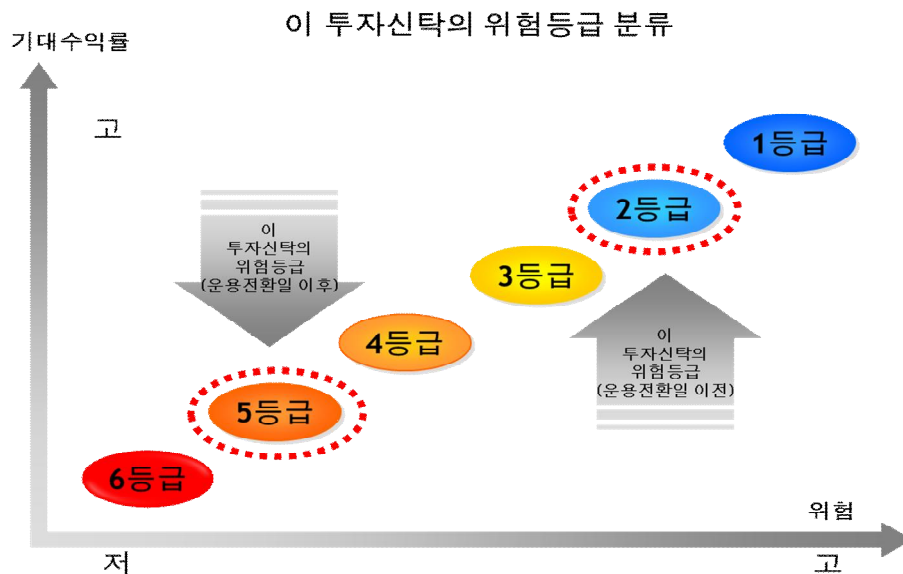 이 투자신탁의 위험등급 분류
기대수익률
고
1등급
2등급
이
투자신탁의
위험등급
(운용전환일 이후)
3등급
4등급
이
투자신탁의
위험등급
(운용전환일 이전)
5등급
6등급
위험
저
고